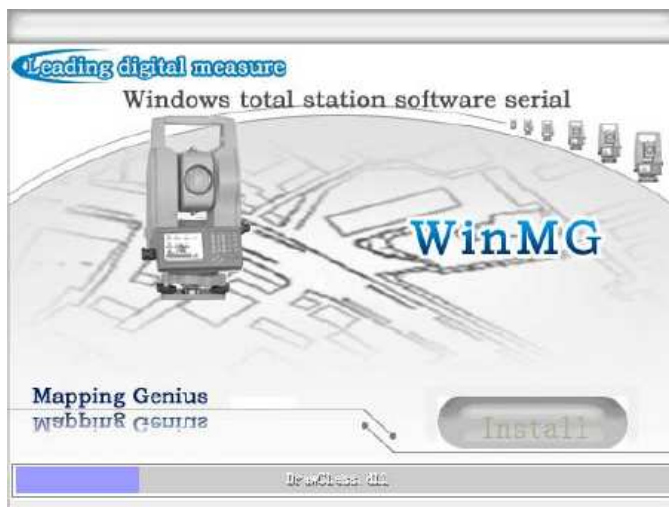 Leading digital measure
Windows total station software serial
WinMG
Mapping Genius
Mapping Genius
Install